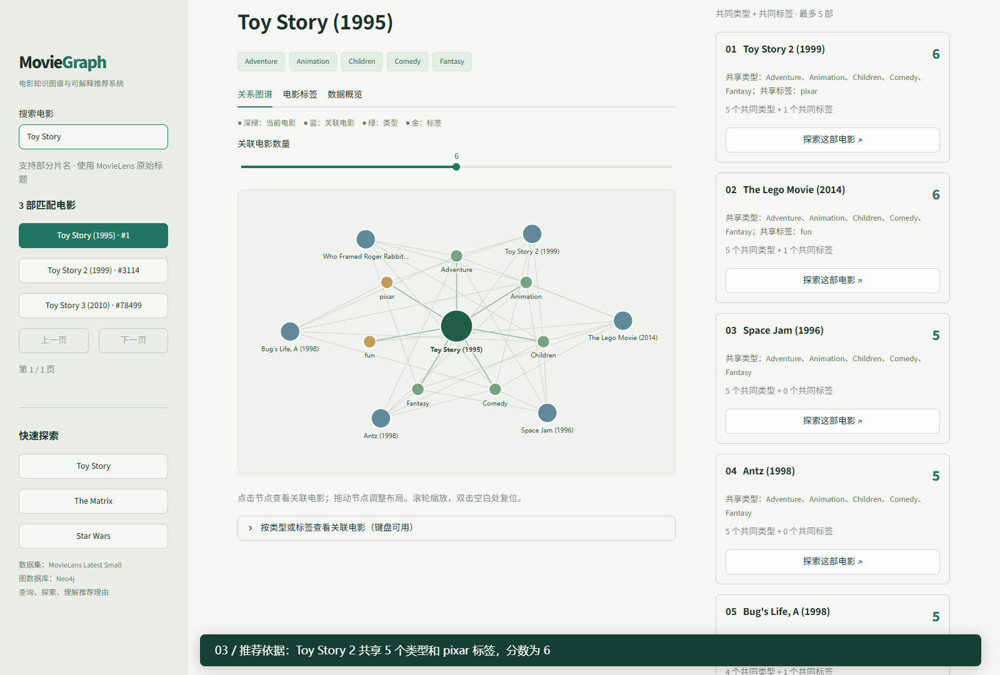 MovieGraph
电影知识图谱与可解释推荐系统
搜索电影
Toy Story
支持部分片名 · 使用 MovieLens 原始标
题
3 部匹配电影
Toy Story (1995) · #1
Toy Story 2 (1999) · #3114
Toy Story 3 (2010) · #78499
上一页
下一页
第 1 / 1 页
快速探索
Toy Story
The Matrix
Star Wars
数据集：MovieLens Latest Small
图数据库：Neo4j
查询、探索、理解推荐理由
Toy Story (1995)
Adventure
Animation
Children
Comedy
Fantasy
关系图谱
电影标签
数据概览
● 深绿：当前电影 ● 蓝：关联电影 ● 绿：类型 ● 金：标签
关联电影数量
6
Who Framed Roger Rabbit...
Toy Story 2 (1999)
Adventure
pixar
Animation
Bug's Life, A (1998)
fun
Toy Story (1995)
Children
The Lego Movie (2014)
Fantasy
Comedy
Antz (1998)
Space Jam (1996)
点击节点查看关联电影；拖动节点调整布局。滚轮缩放，双击空白处复位。
按类型或标签查看关联电影（键盘可用）
共同类型 + 共同标签 · 最多 5 部
01 Toy Story 2 (1999)
6
共享类型：Adventure、Animation、Children、Comedy、
Fantasy；共享标签：pixar
5 个共同类型 + 1 个共同标签
探索这部电影 ↗
02 The Lego Movie (2014)
6
共享类型：Adventure、Animation、Children、Comedy、
Fantasy；共享标签：fun
5 个共同类型 + 1 个共同标签
探索这部电影 ↗
03 Space Jam (1996)
5
共享类型：Adventure、Animation、Children、Comedy、
Fantasy
5 个共同类型 + 0 个共同标签
探索这部电影 ↗
04 Antz (1998)
5
共享类型：Adventure、Animation、Children、Comedy、
Fantasy
5 个共同类型 + 0 个共同标签
探索这部电影 ↗
05 Bug's Life, A (1998)
5
03 / 推荐依据：Toy Story 2 共享 5 个类型和 pixar 标签，分数为 6
4 个共同类型 + 1 个共同标签